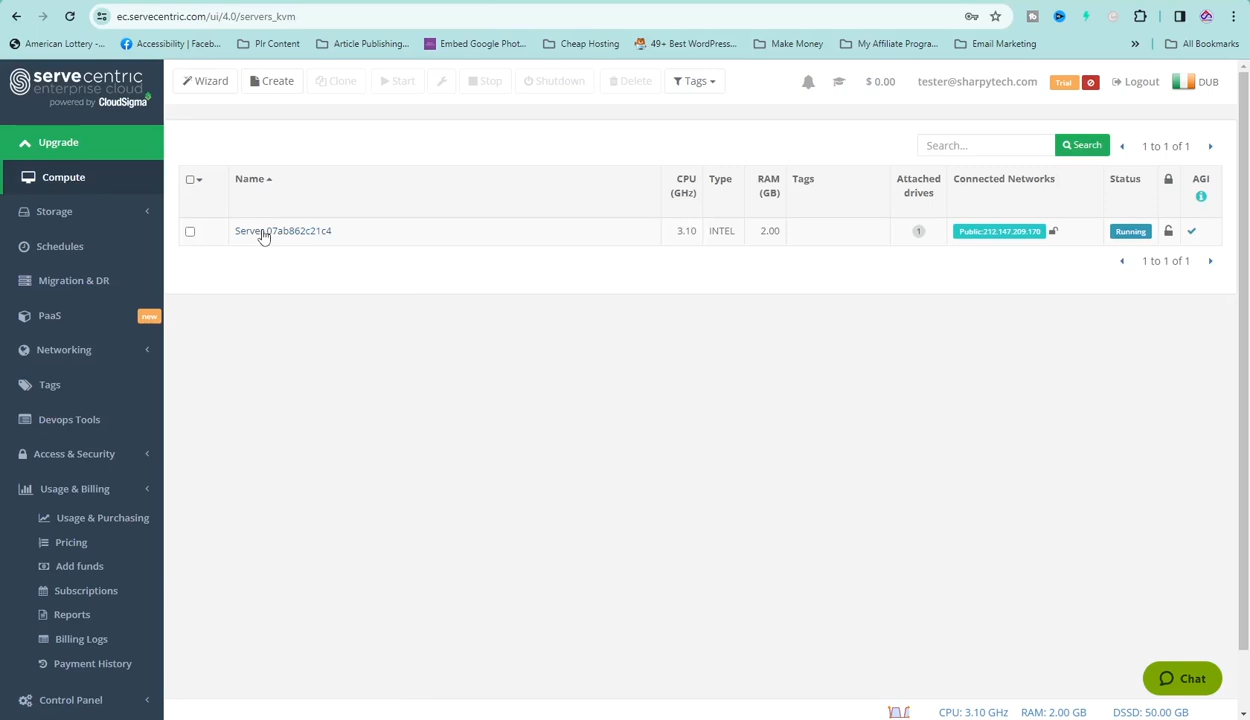 ec.servecentric.com/ui/4.0/servers_kvm
American Lottery -...
Accessibility | Faceb...
Plr Content
Article Publishing...
Embed Google Phot...
Cheap Hosting
49+ Best WordPress...
Make Money
My Affiliate Progra...
Email Marketing
»
All Bookmarks
servecentric
enterprise cloud
powered by CloudSigma
Wizard
Create
Clone
Start
Stop
Shutdown
Delete
Tags
$ 0.00
tester@sharpytech.com
Trial
Logout
DUB
Upgrade
Compute
Storage
Schedules
Migration & DR
PaaS
new
Networking
Tags
Devops Tools
Access & Security
Usage & Billing
Usage & Purchasing
Pricing
Add funds
Subscriptions
Reports
Billing Logs
Payment History
Control Panel
Search...
Search
1 to 1 of 1
Name
CPU (GHz)
Type
RAM (GB)
Tags
Attached drives
Connected Networks
Status
AGI
Server.07ab862c21c4
3.10
INTEL
2.00
1
Public:212.147.209.170
Running
1 to 1 of 1
Chat
CPU: 3.10 GHz
RAM: 2.00 GB
DSSD: 50.00 GB